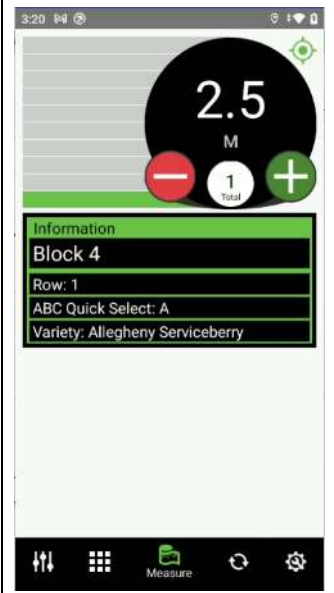 3:20
2.5
M
1
Total
Information
Block 4
Row: 1
ABC Quick Select: A
Variety: Allegheny Serviceberry
Measure